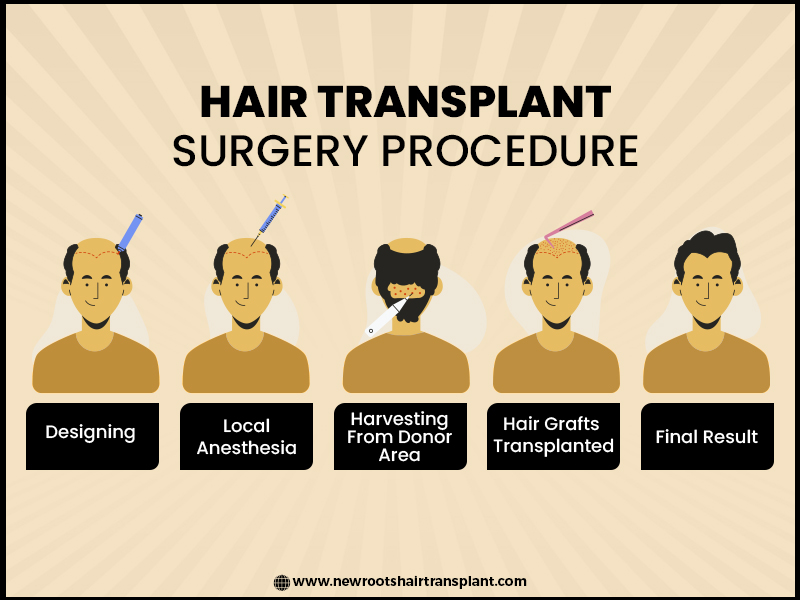 HAIR TRANSPLANT
SURGERY PROCEDURE
Designing
Local
Anesthesia
Harvesting
From Donor
Area
Hair Grafts
Transplanted
Final Result
www.newrootshairtransplant.com